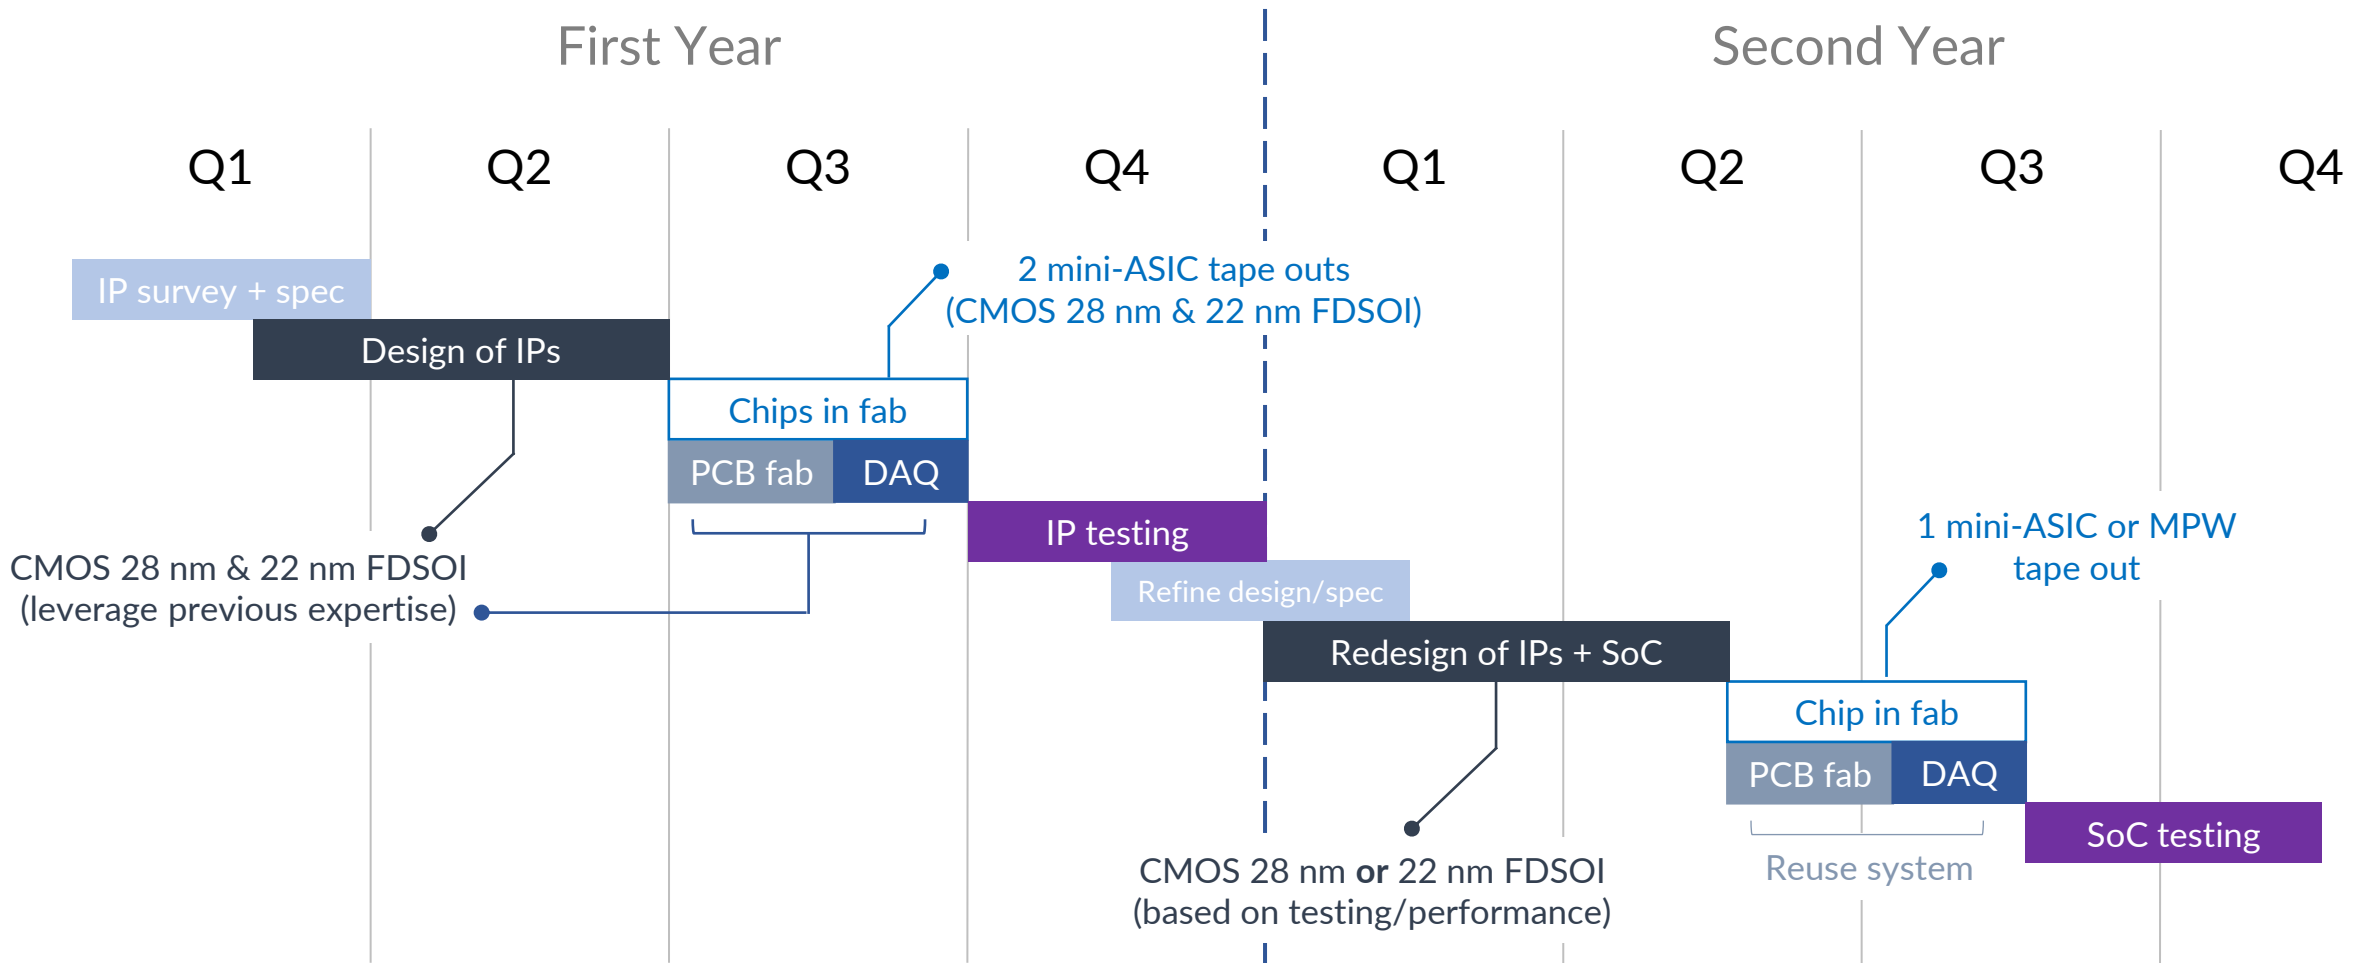 First Year
Second Year
Q1
Q2
Q3
Q4
Q1
Q2
Q3
Q4
IP survey + spec
2 mini-ASIC tape outs
(CMOS 28 nm & 22 nm FDSOI)
Design of IPs
Chips in fab
PCB fab
DAQ
IP testing
1 mini-ASIC or MPW
tape out
CMOS 28 nm & 22 nm FDSOI
(leverage previous expertise)
Refine design/spec
Redesign of IPs + SoC
Chip in fab
PCB fab
DAQ
SoC testing
Reuse system
CMOS 28 nm or 22 nm FDSOI
(based on testing/performance)